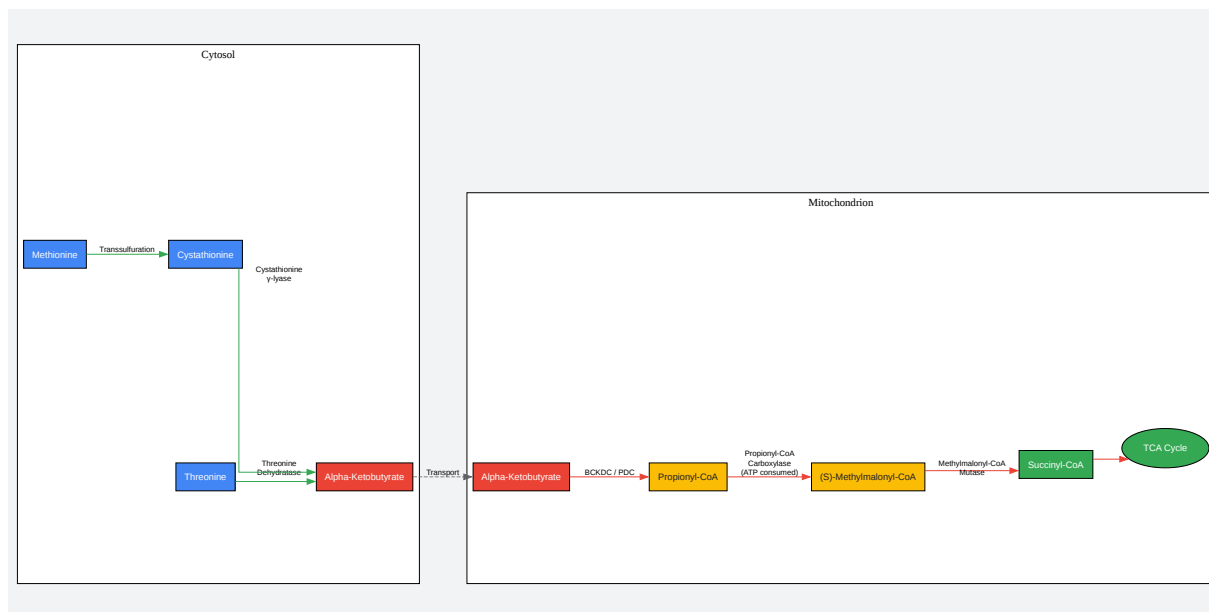 Cytosol
Mitochondrion
Methionine
Transsulfuration
Cystathionine
Cystathionine
γ-lyase
Threonine
Threonine
Dehydratase
Alpha-Ketobutyrate
Transport
Alpha-Ketobutyrate
BCKDC / PDC
Propionyl-CoA
Propionyl-CoA
Carboxylase
(ATP consumed)
(S)-Methylmalonyl-CoA
Methylmalonyl-CoA
Mutase
Succinyl-CoA
TCA Cycle